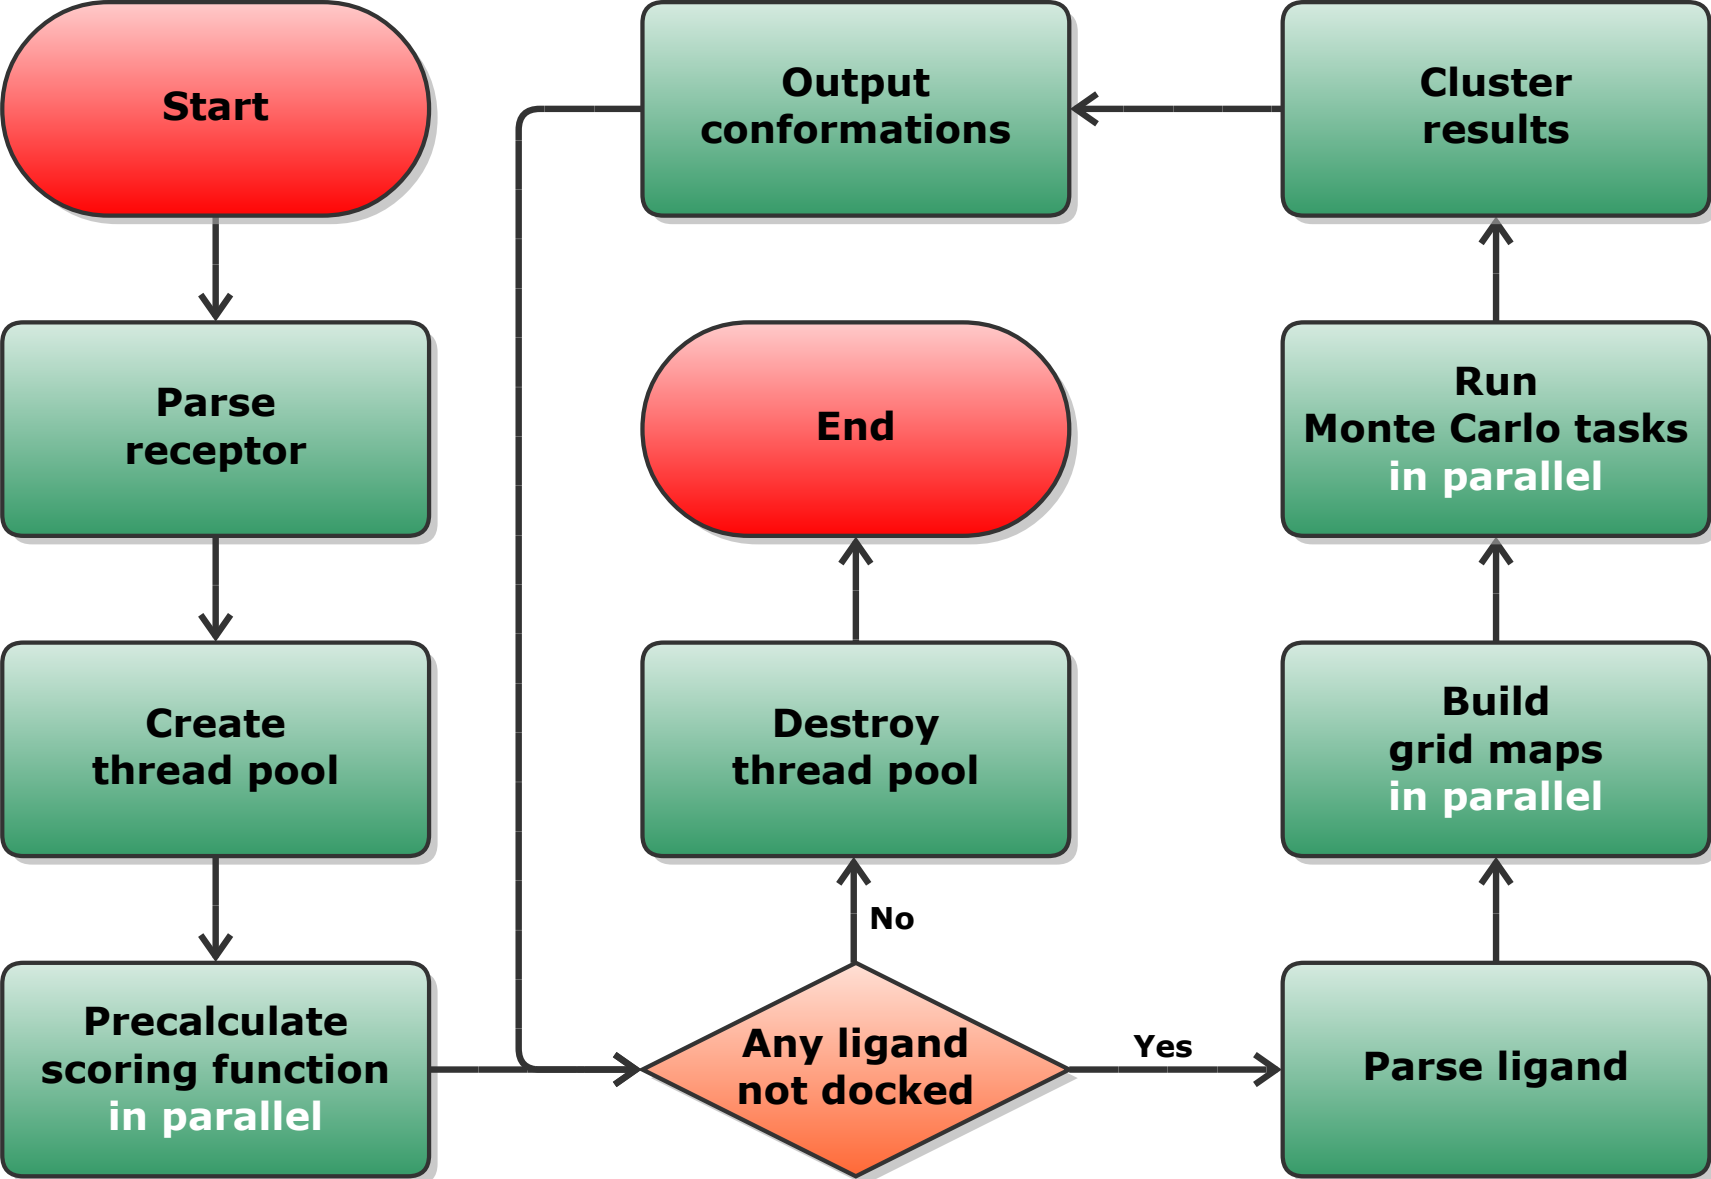 Start
Parse
receptor
Create
thread pool
Precalculate
scoring function
in parallel
Any ligand
not docked
No
Destroy
thread pool
End
Yes
Parse ligand
Build
grid maps
in parallel
Run
Monte Carlo tasks
in parallel
Cluster
results
Output
conformations